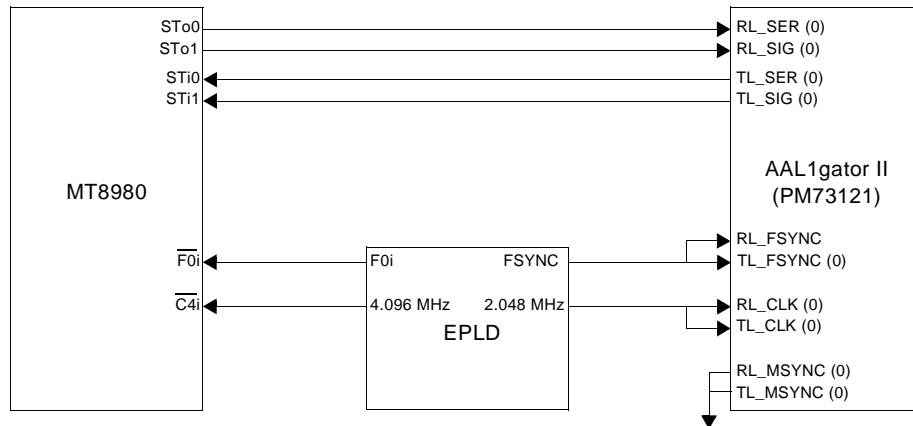 STo0
STo1
STi0
STi1
MT8980
F0i
C4i
F0i
FSYNC
4.096 MHz
2.048 MHz
EPLD
RL_SER (0)
RL_SIG (0)
TL_SER (0)
TL_SIG (0)
AAL1gator II
(PM73121)
RL_FSYNC
TL_FSYNC (0)
RL_CLK (0)
TL_CLK (0)
RL_MSYNC (0)
TL_MSYNC (0)